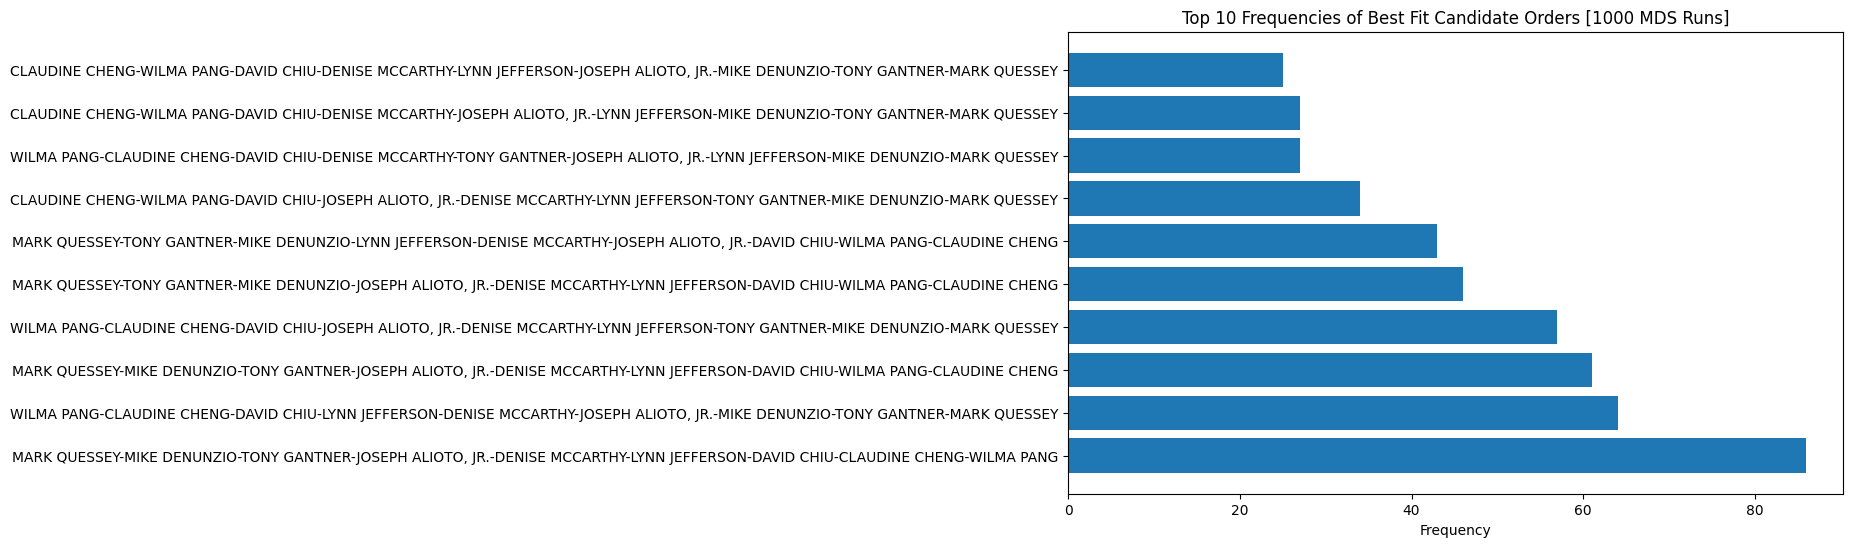 Top 10 Frequencies of Best Fit Candidate Orders [1000 MDS Runs]
CLAUDINE CHENG-WILMA PANG-DAVID CHIU-DENISE MCCARTHY-LYNN JEFFERSON-JOSEPH ALIOTO, JR.-MIKE DENUNZIO-TONY GANTNER-MARK QUESSEY
CLAUDINE CHENG-WILMA PANG-DAVID CHIU-DENISE MCCARTHY-JOSEPH ALIOTO, JR.-LYNN JEFFERSON-MIKE DENUNZIO-TONY GANTNER-MARK QUESSEY
WILMA PANG-CLAUDINE CHENG-DAVID CHIU-DENISE MCCARTHY-TONY GANTNER-JOSEPH ALIOTO, JR.-LYNN JEFFERSON-MIKE DENUNZIO-MARK QUESSEY
CLAUDINE CHENG-WILMA PANG-DAVID CHIU-JOSEPH ALIOTO, JR.-DENISE MCCARTHY-LYNN JEFFERSON-TONY GANTNER-MIKE DENUNZIO-MARK QUESSEY
MARK QUESSEY-TONY GANTNER-MIKE DENUNZIO-LYNN JEFFERSON-DENISE MCCARTHY-JOSEPH ALIOTO, JR.-DAVID CHIU-WILMA PANG-CLAUDINE CHENG
MARK QUESSEY-TONY GANTNER-MIKE DENUNZIO-JOSEPH ALIOTO, JR.-DENISE MCCARTHY-LYNN JEFFERSON-DAVID CHIU-WILMA PANG-CLAUDINE CHENG
WILMA PANG-CLAUDINE CHENG-DAVID CHIU-JOSEPH ALIOTO, JR.-DENISE MCCARTHY-LYNN JEFFERSON-TONY GANTNER-MIKE DENUNZIO-MARK QUESSEY
MARK QUESSEY-MIKE DENUNZIO-TONY GANTNER-JOSEPH ALIOTO, JR.-DENISE MCCARTHY-LYNN JEFFERSON-DAVID CHIU-WILMA PANG-CLAUDINE CHENG
WILMA PANG-CLAUDINE CHENG-DAVID CHIU-LYNN JEFFERSON-DENISE MCCARTHY-JOSEPH ALIOTO, JR.-MIKE DENUNZIO-TONY GANTNER-MARK QUESSEY
MARK QUESSEY-MIKE DENUNZIO-TONY GANTNER-JOSEPH ALIOTO, JR.-DENISE MCCARTHY-LYNN JEFFERSON-DAVID CHIU-CLAUDINE CHENG-WILMA PANG
0 20 40 60 80
Frequency